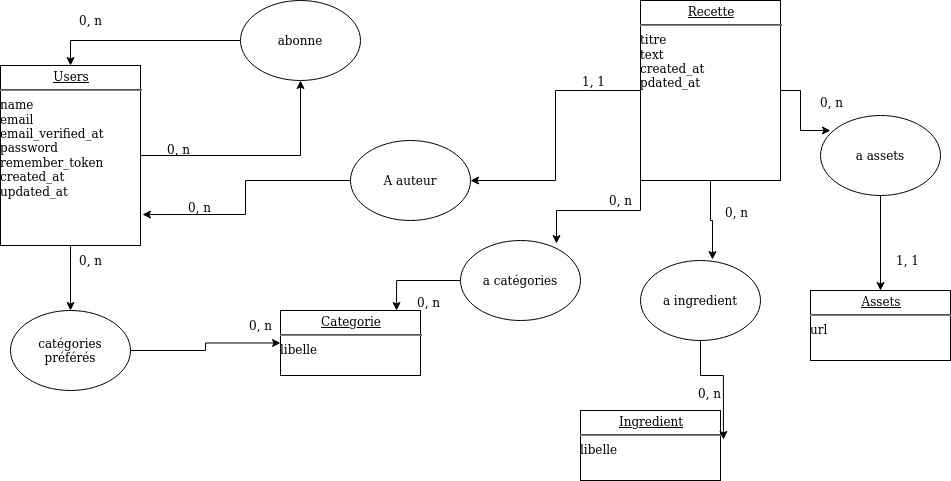 0, n
abonne
Users
name
email
email_verified_at
password
remember_token
created_at
updated_at
0, n
A auteur
0, n
Recette
titre
text
created_at
pdated_at
1, 1
0, n
a assets
0, n
0, n
1, 1
0, n
a catégories
a ingredient
Assets
url
0, n
catégories
préférés
0, n
Categorie
libelle
0, n
Ingredient
libelle